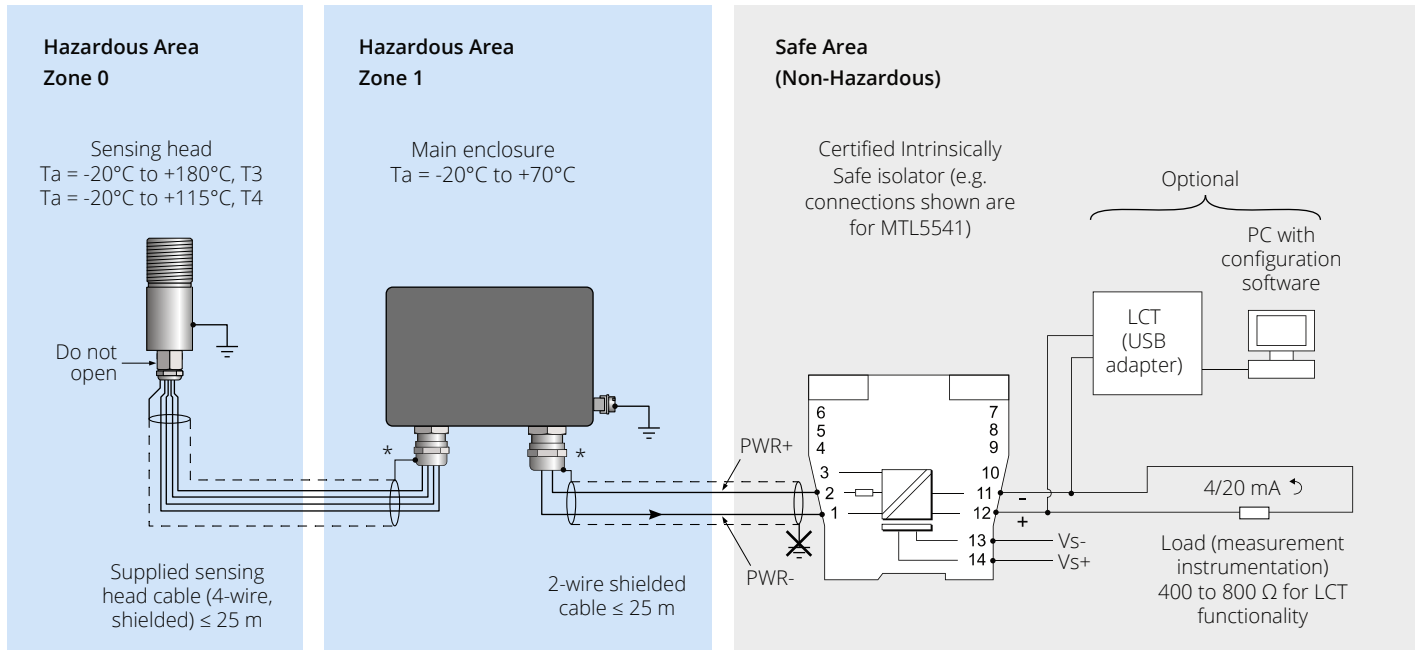 Hazardous Area
Zone 0
Sensing head
Ta = -20°C to +180°C, T3
Ta = -20°C to +115°C, T4
Do not
open
Supplied sensing
head cable (4-wire,
shielded) ≤ 25 m
Hazardous Area
Zone 1
Main enclosure
Ta = -20°C to +70°C
*
*
2-wire shielded
cable ≤ 25 m
Safe Area
(Non-Hazardous)
Certified Intrinsically
Safe isolator (e.g.
connections shown are
for MTL5541)
PWR+
PWR-
6
5
4
3
2
1
7
8
9
10
11
12
13
14
-
+
Vs-
Vs+
Optional
PC with
configuration
software
LCT
(USB
adapter)
4/20 mA
Load (measurement
instrumentation)
400 to 800 Ω for LCT
functionality